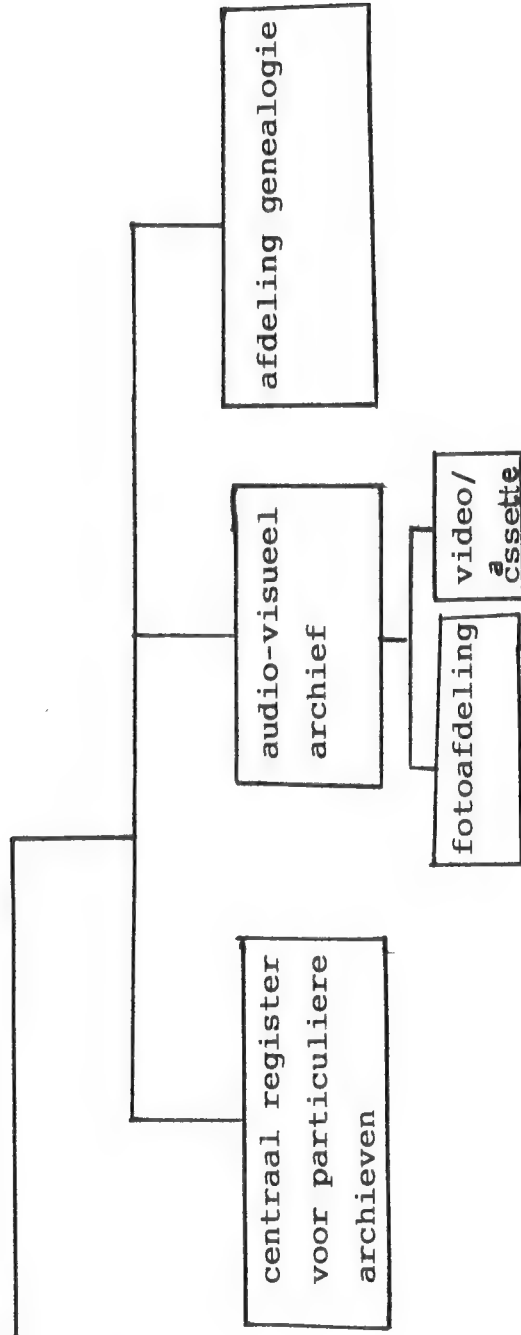 centraal register
voor particuliere
archieven
audio-visueel
archief
fotoafdeling
video/
cassette
afdeling genealogie